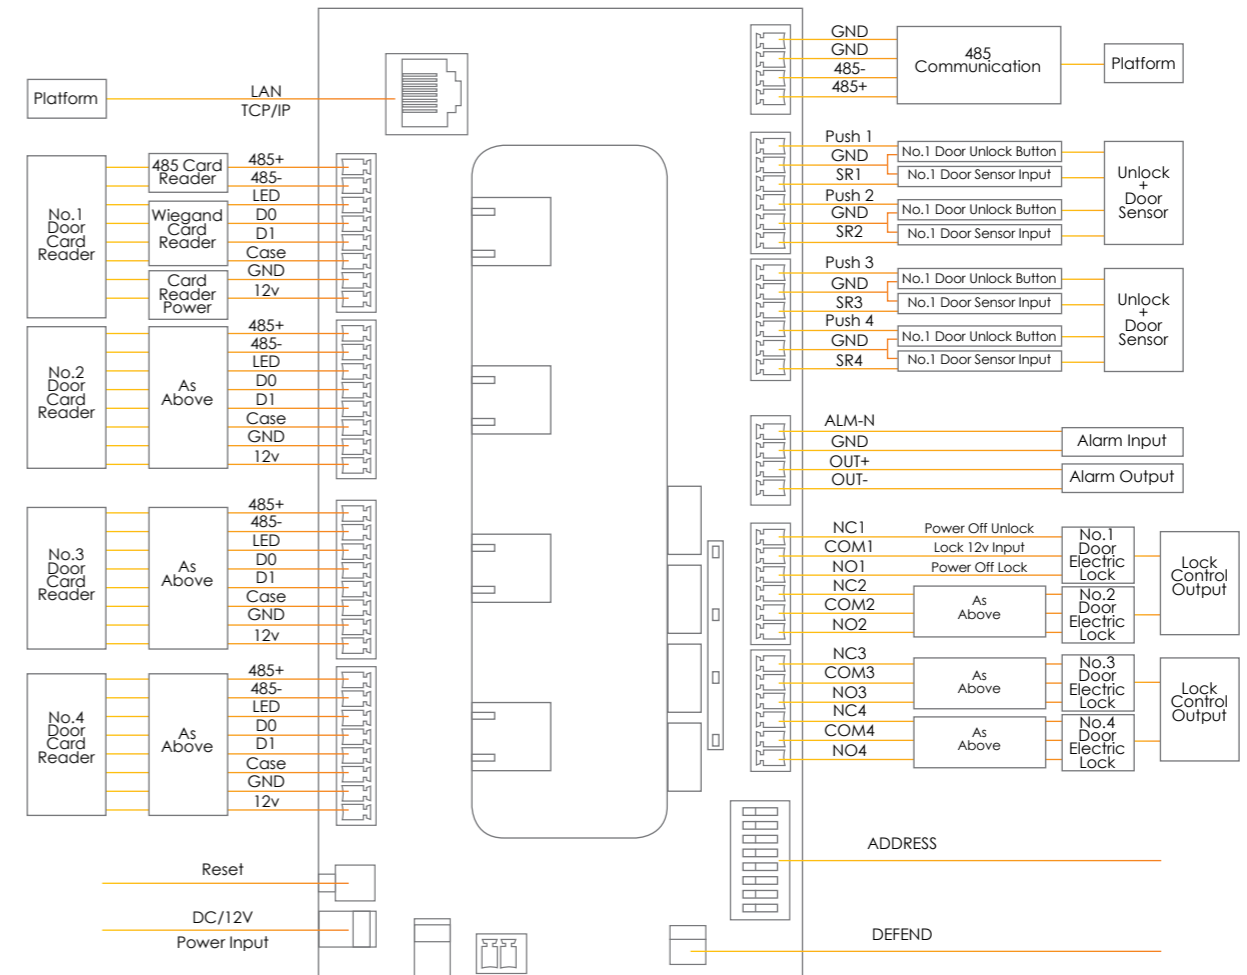 Platform
LAN
TCP/IP
No.1
Door
Card
Reader
485 Card
Reader
Wiegand
Card
Reader
Card
Reader
Power
485+
485-
LED
D0
D1
Case
GND
12v
No.2
Door
Card
Reader
As
Above
485+
485-
LED
D0
D1
Case
GND
12v
No.3
Door
Card
Reader
As
Above
485+
485-
LED
D0
D1
Case
GND
12v
No.4
Door
Card
Reader
As
Above
485+
485-
LED
D0
D1
Case
GND
12v
Reset
DC/12V
Power Input
GND
GND
485-
485+
485
Communication
Platform
Push 1
GND
SR1
Push 2
GND
SR2
No.1 Door Unlock Button
No.1 Door Sensor Input
No.1 Door Unlock Button
No.1 Door Sensor Input
Unlock
+
Door
Sensor
Push 3
GND
SR3
Push 4
GND
SR4
No.1 Door Unlock Button
No.1 Door Sensor Input
No.1 Door Unlock Button
No.1 Door Sensor Input
Unlock
+
Door
Sensor
ALM-N
GND
OUT+
OUT-
Alarm Input
Alarm Output
NC1
COM1
NO1
NC2
COM2
NO2
Power Off Unlock
Lock 12v Input
Power Off Lock
As
Above
No.1
Door
Electric
Lock
No.2
Door
Electric
Lock
Lock
Control
Output
NC3
COM3
NO3
NC4
COM4
NO4
As
Above
As
Above
No.3
Door
Electric
Lock
No.4
Door
Electric
Lock
Lock
Control
Output
ADDRESS
DEFEND